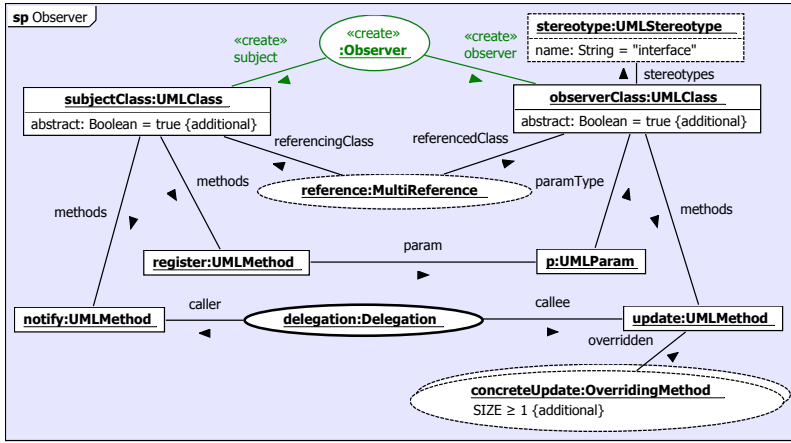 sp Observer
«create»
:Observer
«create»
subject
«create»
observer
stereotype:UMLStereotype
name: String = "interface"
stereotypes
subjectClass:UMLClass
abstract: Boolean = true {additional}
observerClass:UMLClass
abstract: Boolean = true {additional}
referencingClass
referencedClass
methods
reference:MultiReference
paramType
methods
methods
register:UMLMethod
param
p:UMLParam
notify:UMLMethod
caller
delegation:Delegation
callee
update:UMLMethod
overridden
concreteUpdate:OverridingMethod
SIZE ≥ 1 {additional}